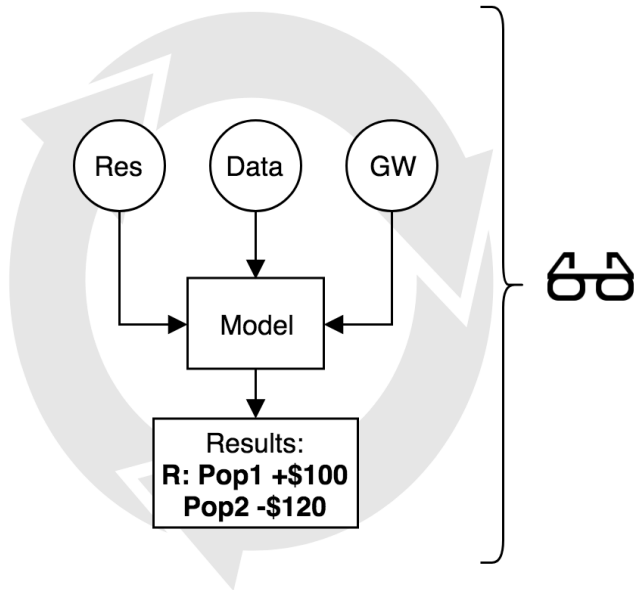 Res
Data
GW
Model
Results:
R: Pop1 +$100
Pop2 -$120